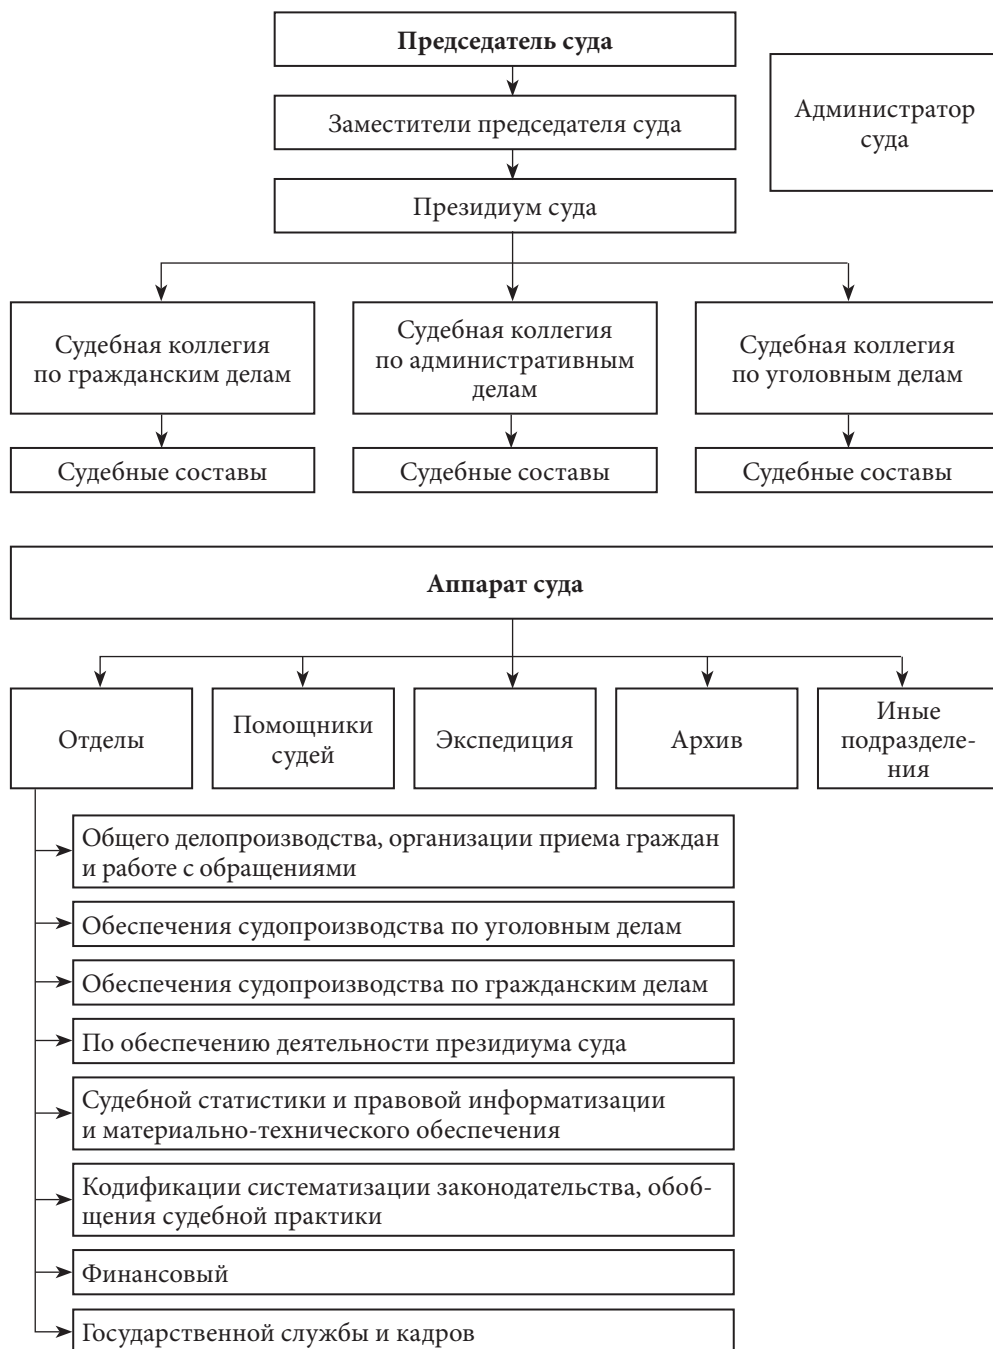 Председатель суда
Администратор
суда
Заместители председателя суда
Президиум суда
Судебная коллегия
по гражданским делам
Судебная коллегия
по административным
делам
Судебная коллегия
по уголовным делам
Судебные составы
Судебные составы
Судебные составы
Аппарат суда
Отделы
Помощники
судей
Экспедиция
Архив
Иные
подразделе-
ния
Общего делопроизводства, организации приема граждан
и работе с обращениями
Обеспечения судопроизводства по уголовным делам
Обеспечения судопроизводства по гражданским делам
По обеспечению деятельности президиума суда
Судебной статистики и правовой информатизации
и материально-технического обеспечения
Кодификации систематизации законодательства, обоб-
щения судебной практики
Финансовый
Государственной службы и кадров